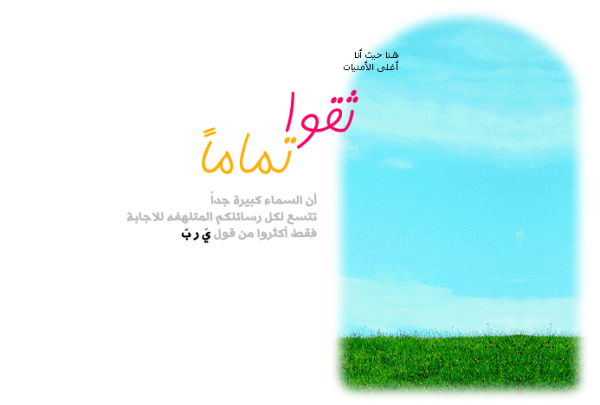 هنا حيث أنا
أغلى الأمنيات
ثقوا
تماماً
أن السماء كبيرة جداً
تتسع لكل رسائلكم المتلهفه للاجابة
فقط أكثروا من قول يَ ربّ